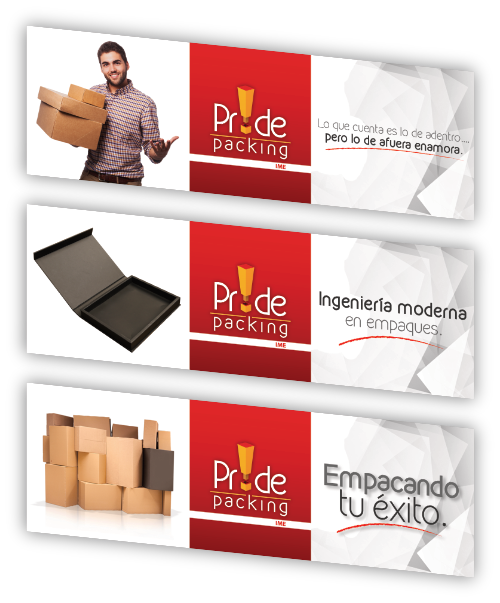 Pr!de
packing
IME
Lo que cuenta es lo de adentro....
pero lo de afuera enamora.
Pr!de
packing
IME
Ingeniería moderna
en empaques.
Pr!de
packing
IME
Empacando
tu éxito.